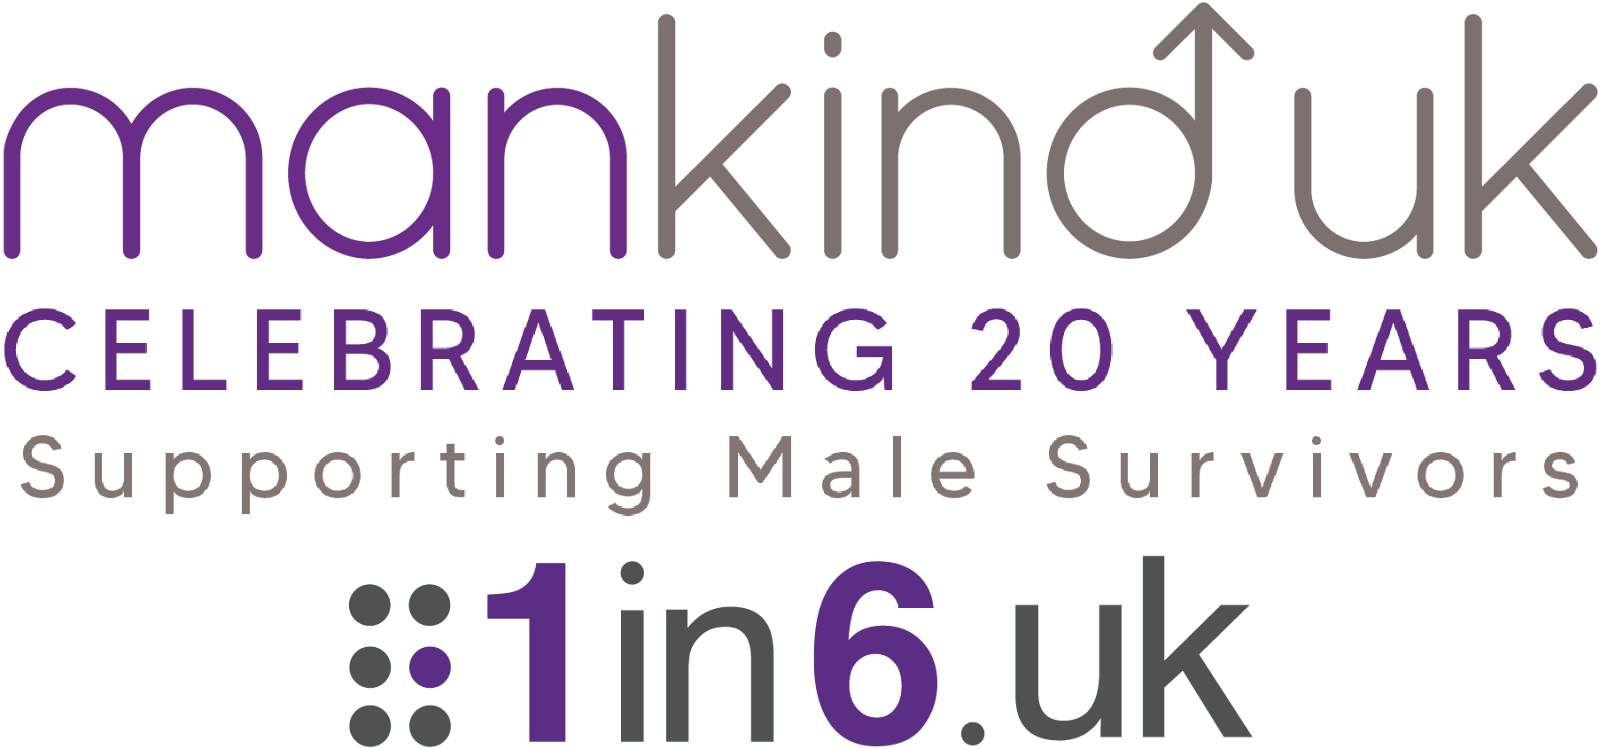 mankind uk
CELEBRATING 20 YEARS
Supporting Male Survivors
1in6.uk